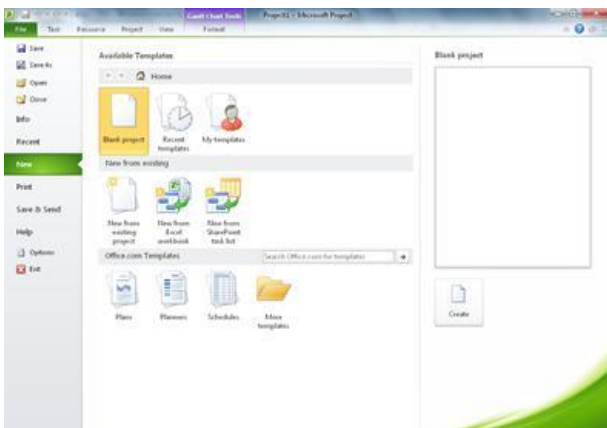 Gantt Chart Tools
Project1 - Microsoft Project
File Task Resource Project View Format
Save
Save As
Open
Close
Info
Recent
New
Print
Save & Send
Help
Options
Exit
Available Templates
Home
Blank project
Recent templates
My templates
New from existing
New from existing project
New from Excel workbook
New from SharePoint task list
Office.com Templates
Search Office.com for templates
Plans
Planners
Schedules
More templates
Blank project
Create